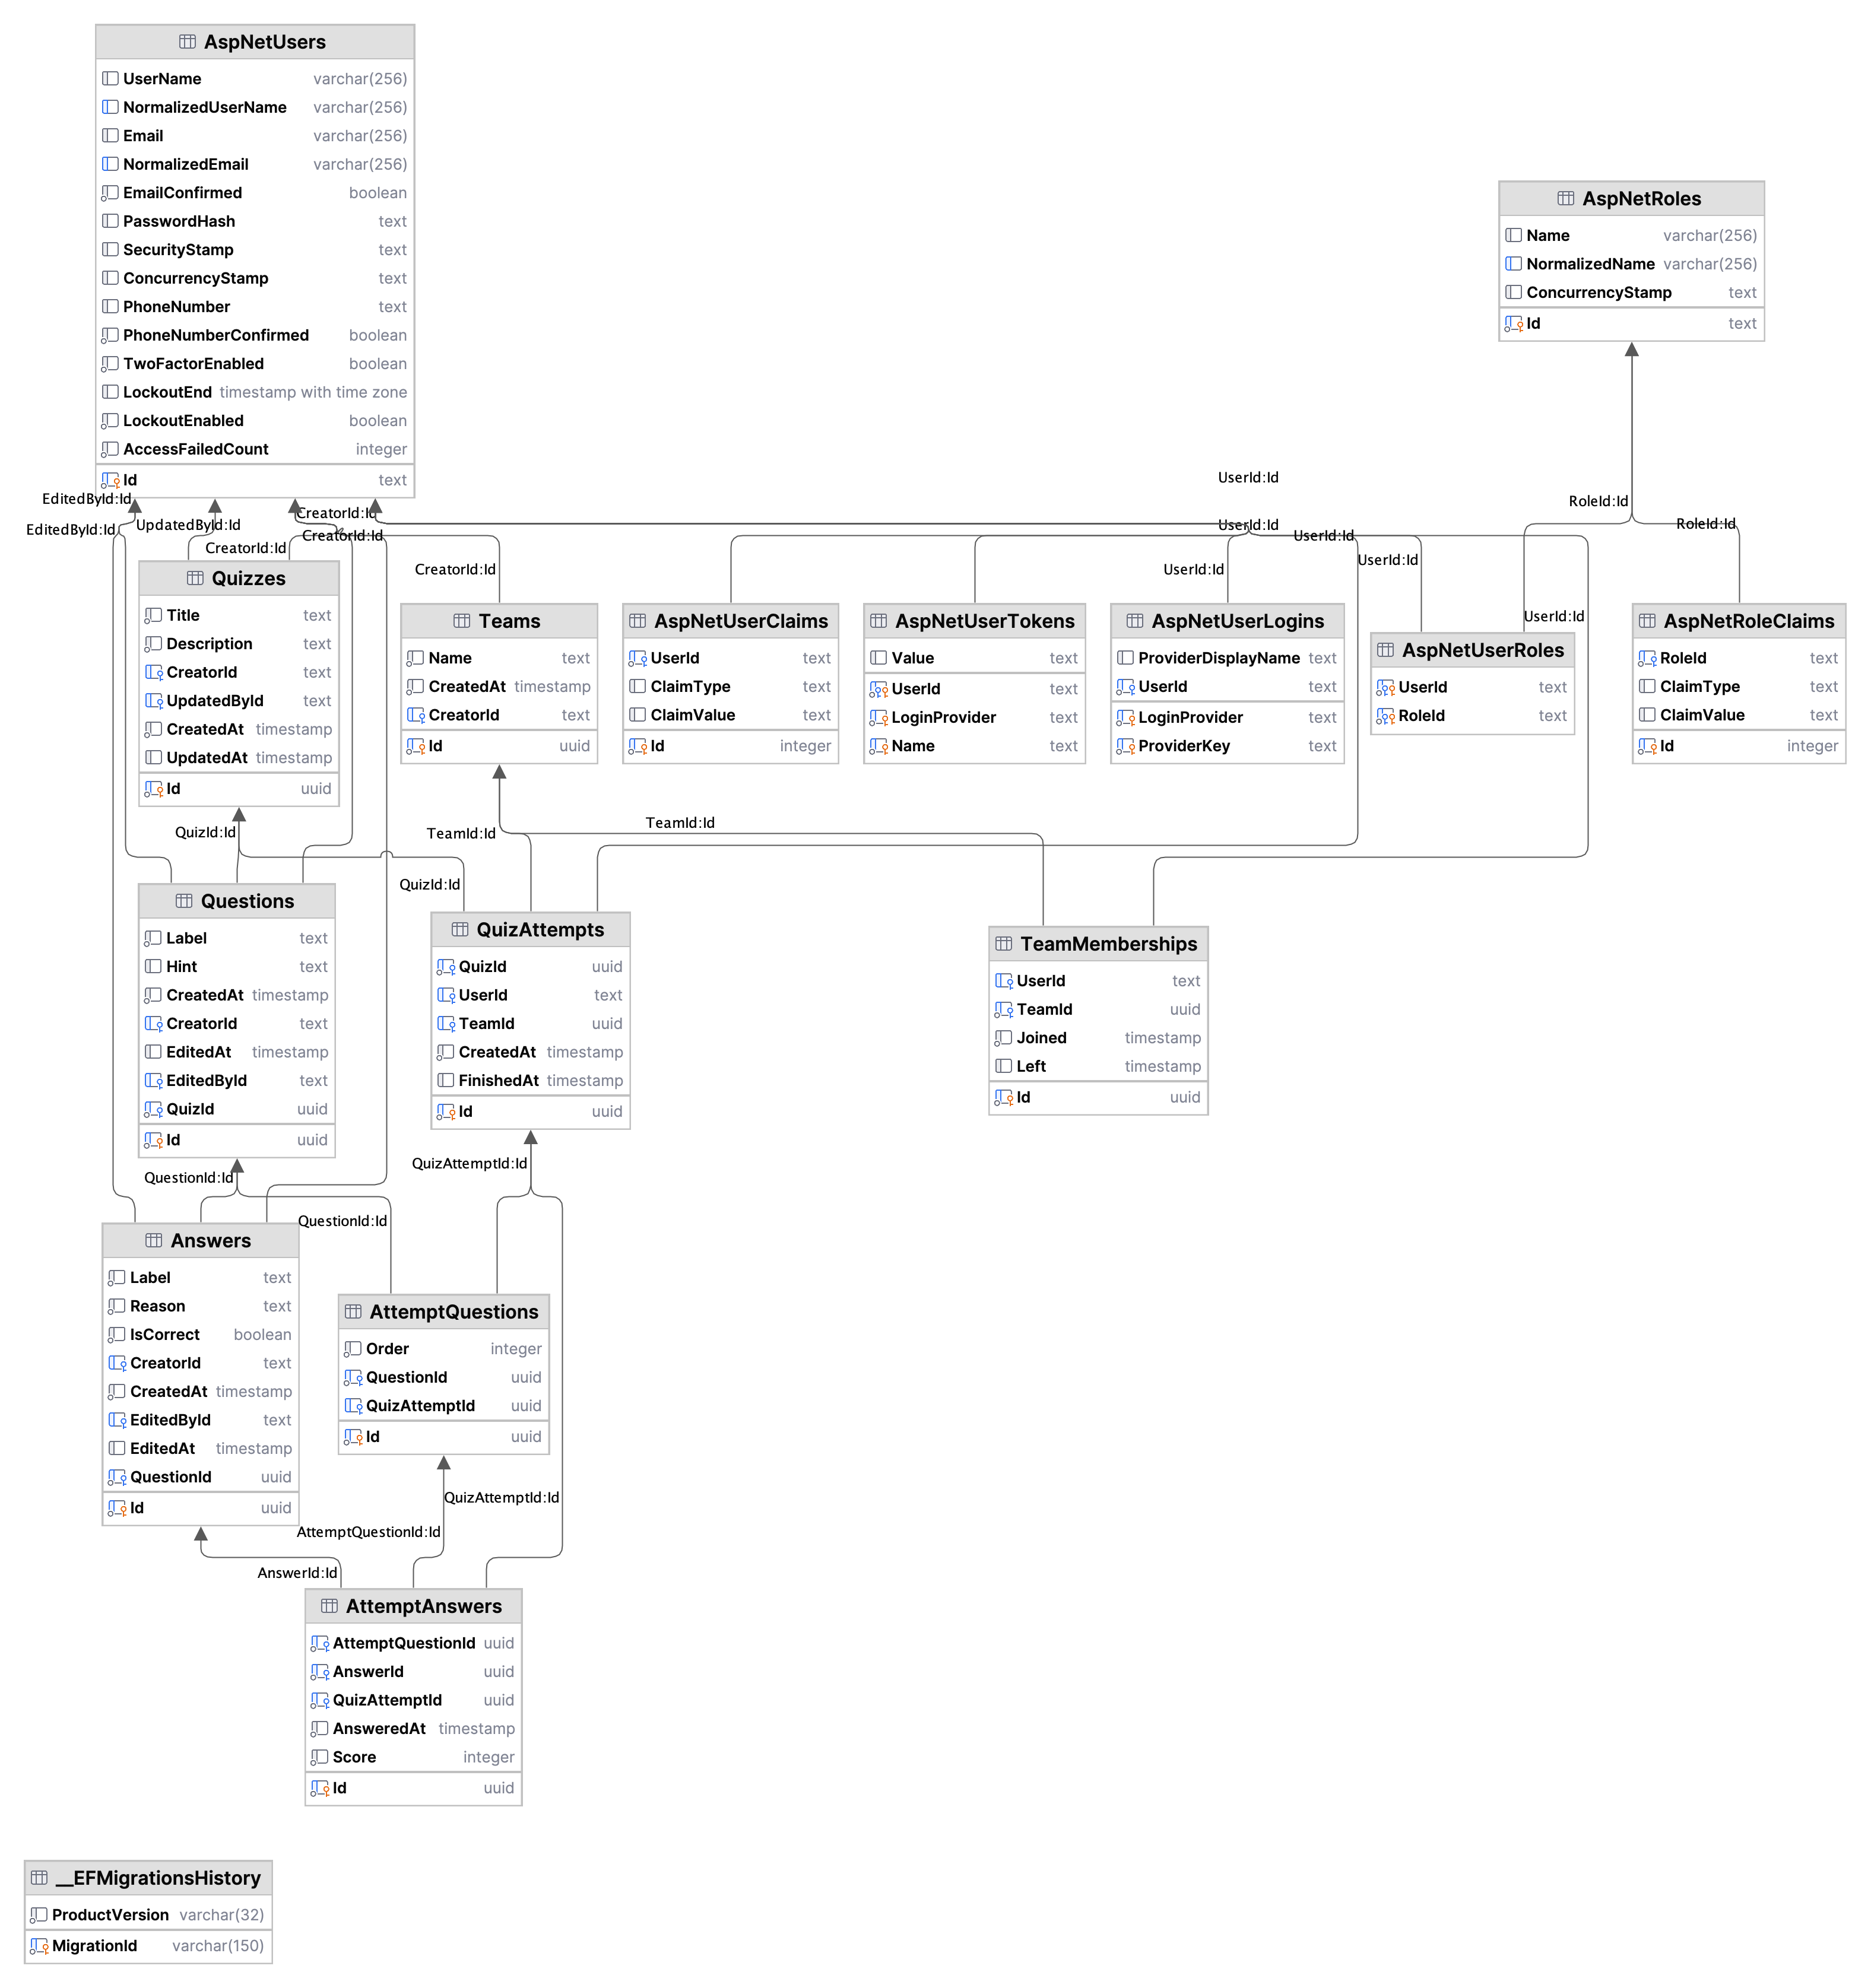 AspNetUsers
UserName varchar(256)
NormalizedUserName varchar(256)
Email varchar(256)
NormalizedEmail varchar(256)
EmailConfirmed boolean
PasswordHash text
SecurityStamp text
ConcurrencyStamp text
PhoneNumber text
PhoneNumberConfirmed boolean
TwoFactorEnabled boolean
LockoutEnd timestamp with time zone
LockoutEnabled boolean
AccessFailedCount integer
Id text
AspNetRoles
Name varchar(256)
NormalizedName varchar(256)
ConcurrencyStamp text
Id text
EditedById:Id
EditedById:Id
UpdatedById:Id
CreatorId:Id
CreatorId:Id
CreatorId:Id
CreatorId:Id
UserId:Id
UserId:Id
UserId:Id
UserId:Id
UserId:Id
UserId:Id
RoleId:Id
RoleId:Id
Quizzes
Title text
Description text
CreatorId text
UpdatedById text
CreatedAt timestamp
UpdatedAt timestamp
Id uuid
Teams
Name text
CreatedAt timestamp
CreatorId text
Id uuid
AspNetUserClaims
UserId text
ClaimType text
ClaimValue text
Id integer
AspNetUserTokens
Value text
UserId text
LoginProvider text
Name text
AspNetUserLogins
ProviderDisplayName text
UserId text
LoginProvider text
ProviderKey text
AspNetUserRoles
UserId text
RoleId text
AspNetRoleClaims
RoleId text
ClaimType text
ClaimValue text
Id integer
QuizId:Id
TeamId:Id
TeamId:Id
QuizId:Id
Questions
Label text
Hint text
CreatedAt timestamp
CreatorId text
EditedAt timestamp
EditedById text
QuizId uuid
Id uuid
QuizAttempts
QuizId uuid
UserId text
TeamId uuid
CreatedAt timestamp
FinishedAt timestamp
Id uuid
TeamMemberships
UserId text
TeamId uuid
Joined timestamp
Left timestamp
Id uuid
QuestionId:Id
QuizAttemptId:Id
QuestionId:Id
Answers
Label text
Reason text
IsCorrect boolean
CreatorId text
CreatedAt timestamp
EditedById text
EditedAt timestamp
QuestionId uuid
Id uuid
AttemptQuestions
Order integer
QuestionId uuid
QuizAttemptId uuid
Id uuid
QuizAttemptId:Id
AttemptQuestionId:Id
AnswerId:Id
AttemptAnswers
AttemptQuestionId uuid
AnswerId uuid
QuizAttemptId uuid
AnsweredAt timestamp
Score integer
Id uuid
__EFMigrationsHistory
ProductVersion varchar(32)
MigrationId varchar(150)